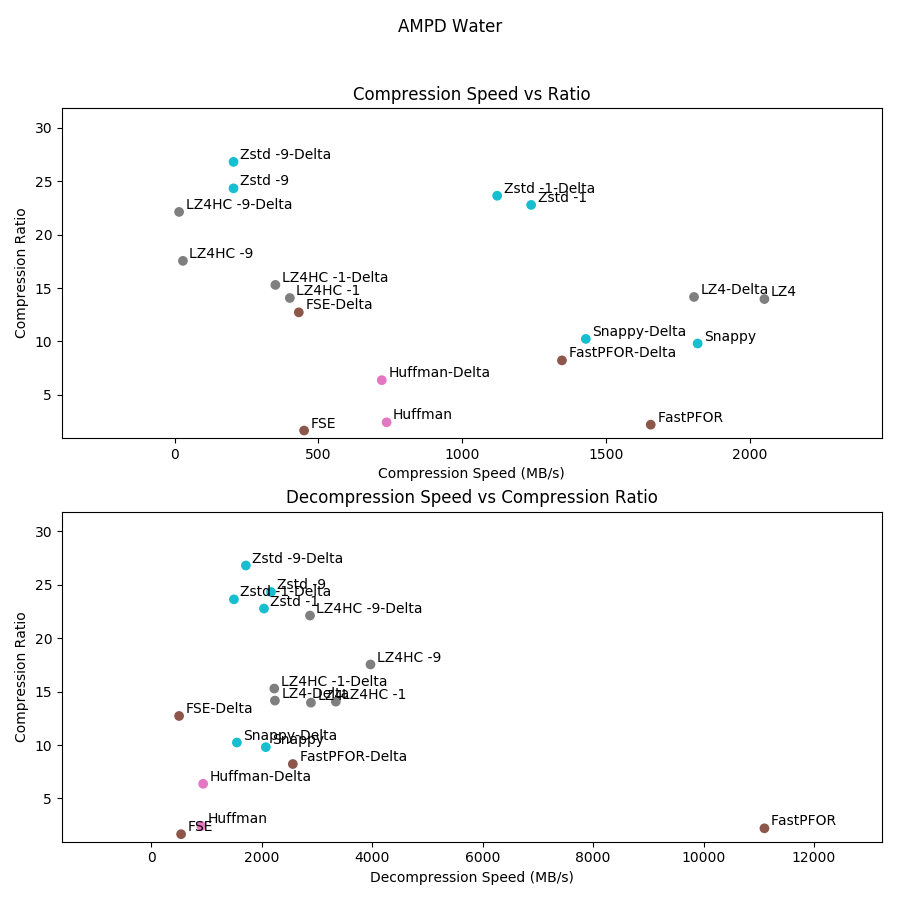 AMPD Water
Compression Speed vs Ratio
30
25
20
15
10
5
Compression Ratio
Zstd -9-Delta
Zstd -9
LZ4HC -9-Delta
Zstd -1-Delta
Zstd -1
LZ4HC -9
LZ4HC -1-Delta
LZ4HC -1
FSE-Delta
LZ4-Delta
LZ4
Snappy-Delta
Snappy
FastPFOR-Delta
Huffman-Delta
Huffman
FSE
FastPFOR
0
500
1000
1500
2000
Compression Speed (MB/s)
Decompression Speed vs Compression Ratio
30
25
20
15
10
5
Compression Ratio
Zstd -9-Delta
Zstd -9
Zstd -1-Delta
Zstd -1
LZ4HC -9-Delta
LZ4HC -9
LZ4HC -1-Delta
LZ4-Delta
LZ4
LZ4HC -1
FSE-Delta
Snappy-Delta
Snappy
FastPFOR-Delta
Huffman-Delta
Huffman
FSE
FastPFOR
0
2000
4000
6000
8000
10000
12000
Decompression Speed (MB/s)